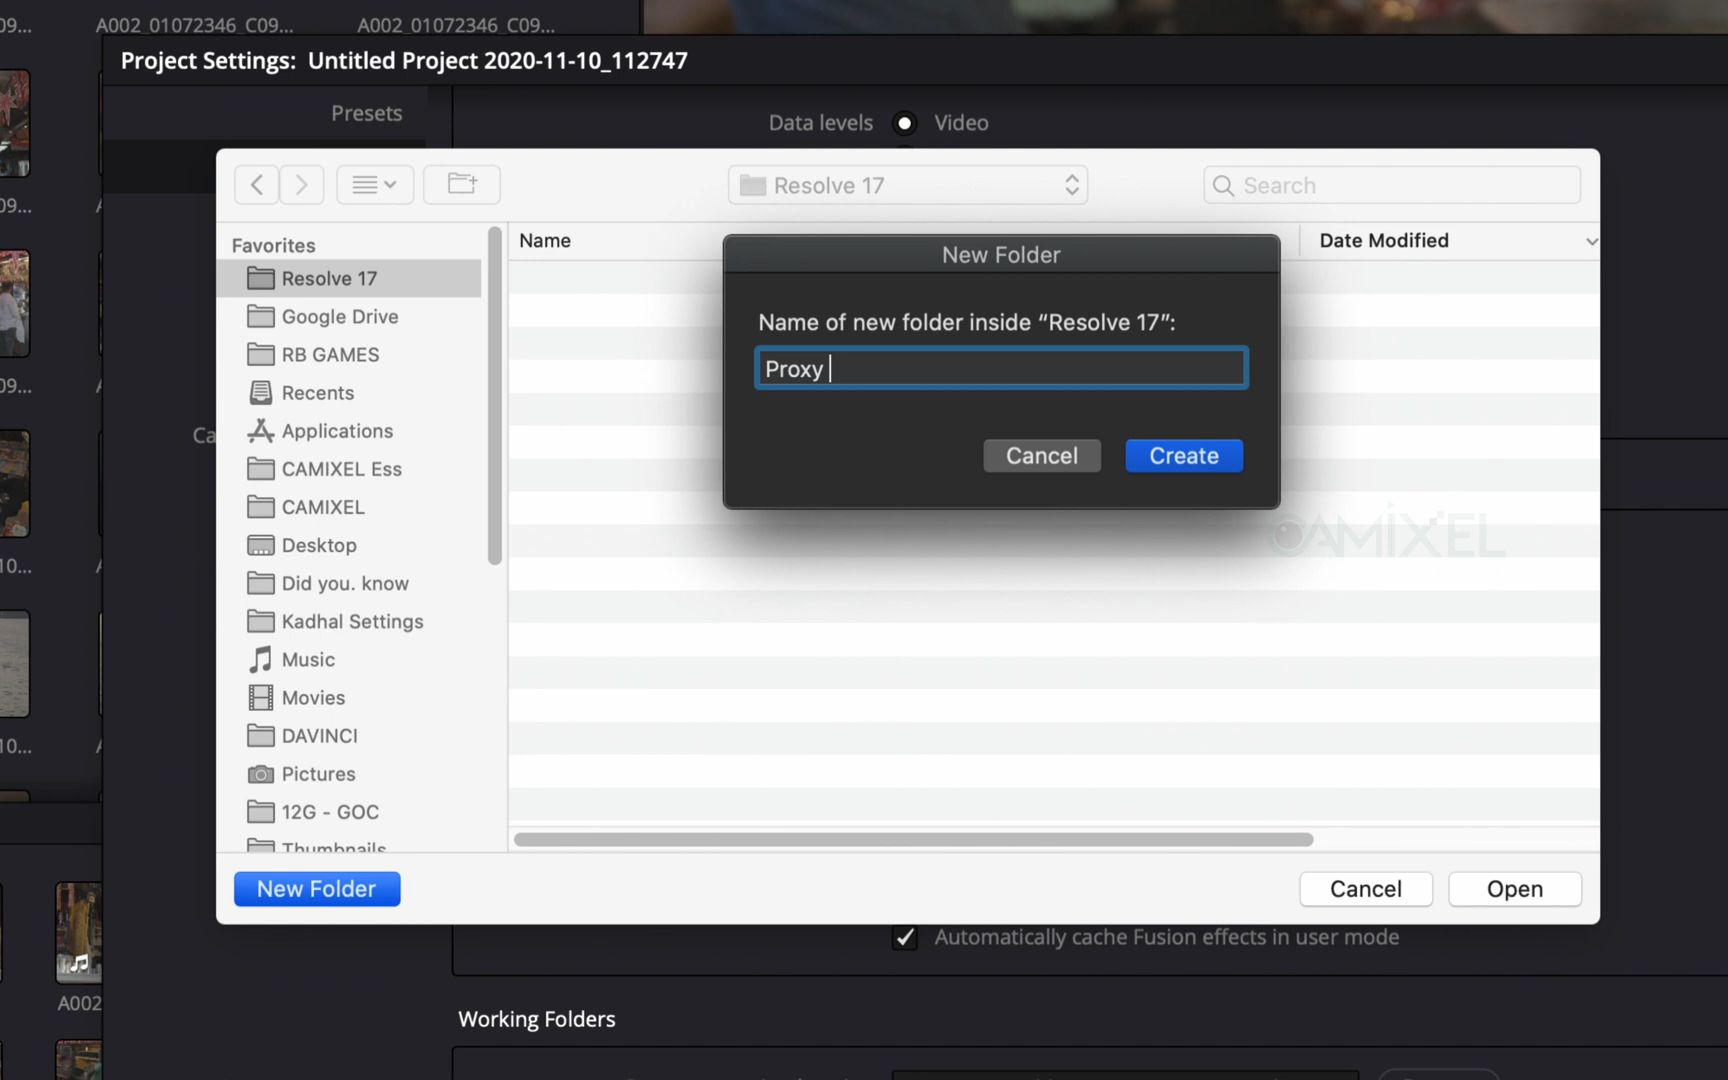 09...
A002_01072346_C09...
A002_01072346_C09...
Project Settings: Untitled Project 2020-11-10_112747
Presets
Data levels
Video
09...
Resolve 17
Search
Favorites
Name
Date Modified
New Folder
Resolve 17
Google Drive
Name of new folder inside “Resolve 17”:
RB GAMES
Proxy
09...
Recents
Applications
Ca
Cancel
Create
CAMIXEL Ess
CAMIXEL
CAMIXEL
Desktop
10...
Did you. know
Kadhal Settings
Music
Movies
DAVINCI
10...
Pictures
12G - GOC
Thumbnails
New Folder
Cancel
Open
Automatically cache Fusion effects in user mode
A002
Working Folders